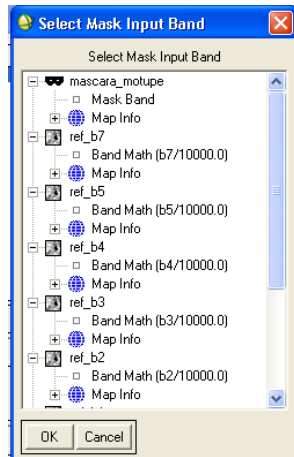 Select Mask Input Band
Select Mask Input Band
mascara_motupe
Mask Band
Map Info
ref_b7
Band Math (b7/10000.0)
Map Info
ref_b5
Band Math (b5/10000.0)
Map Info
ref_b4
Band Math (b4/10000.0)
Map Info
ref_b3
Band Math (b3/10000.0)
Map Info
ref_b2
Band Math (b2/10000.0)
Map Info
OK Cancel